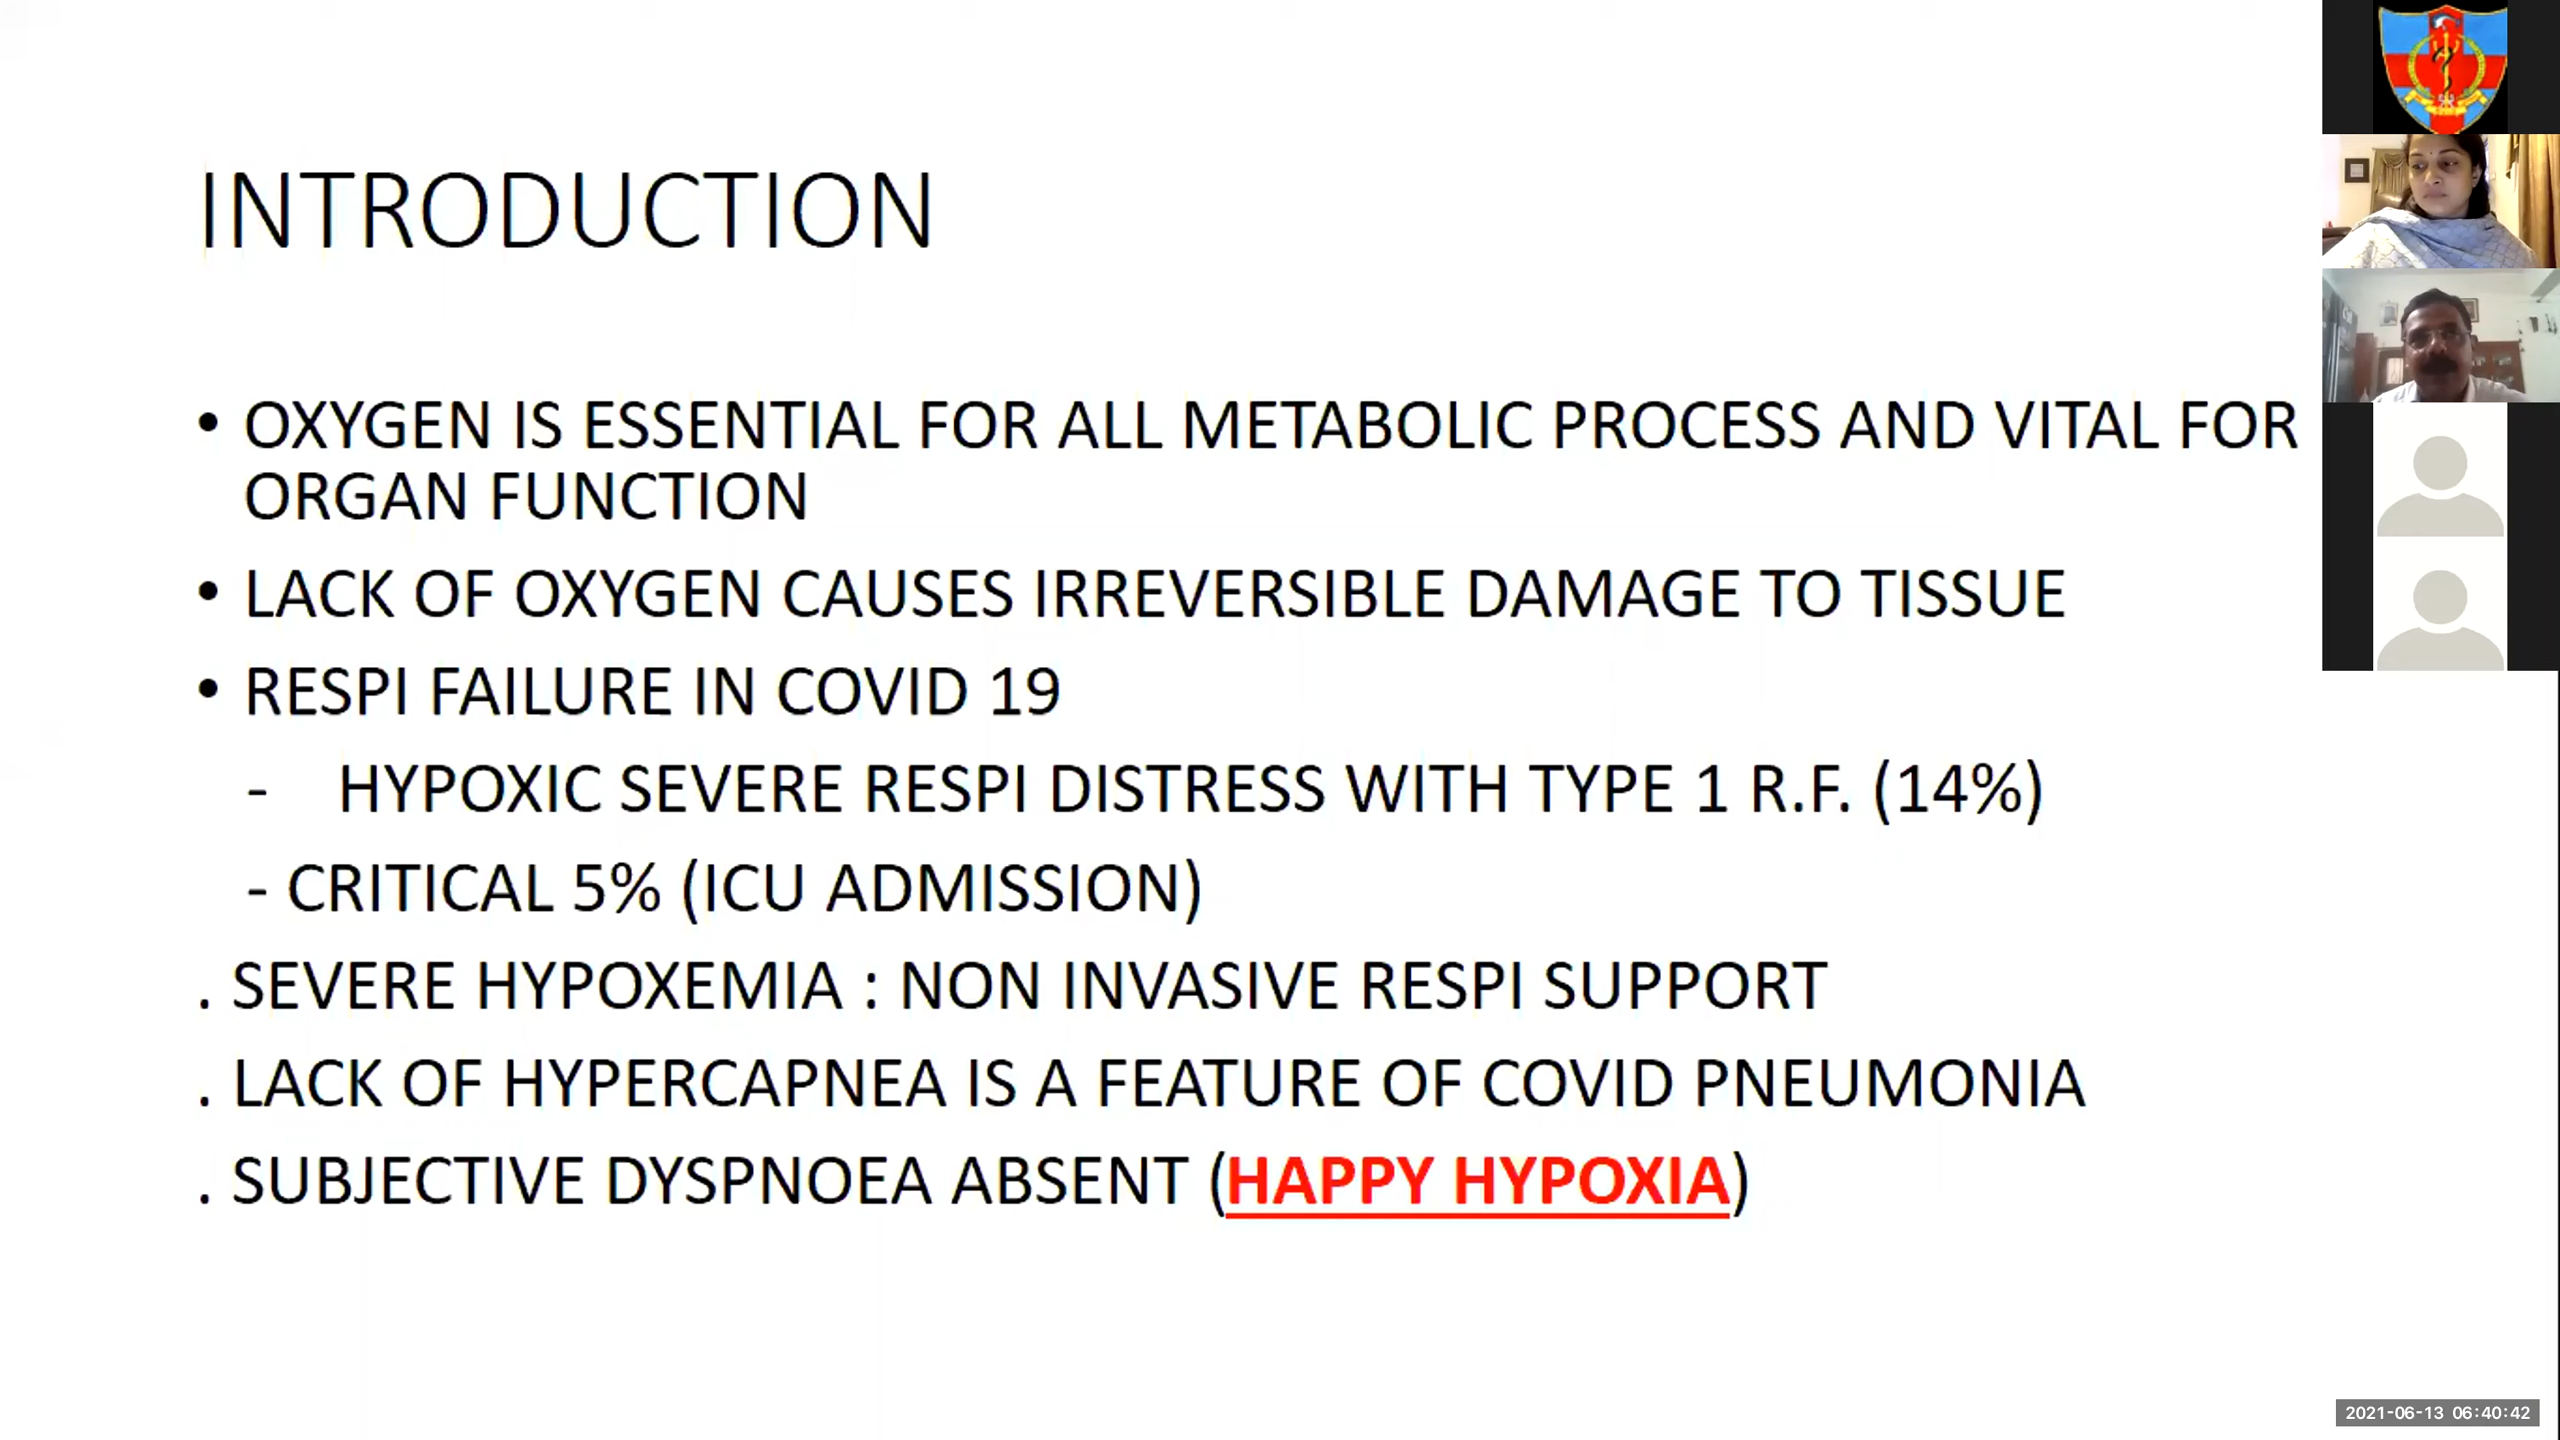 INTRODUCTION
• OXYGEN IS ESSENTIAL FOR ALL METABOLIC PROCESS AND VITAL FOR
ORGAN FUNCTION
• LACK OF OXYGEN CAUSES IRREVERSIBLE DAMAGE TO TISSUE
• RESPI FAILURE IN COVID 19
- HYPOXIC SEVERE RESPI DISTRESS WITH TYPE 1 R.F. (14%)
- CRITICAL 5% (ICU ADMISSION)
. SEVERE HYPOXEMIA : NON INVASIVE RESPI SUPPORT
. LACK OF HYPERCAPNEA IS A FEATURE OF COVID PNEUMONIA
. SUBJECTIVE DYSPNOEA ABSENT (HAPPY HYPOXIA)
2021-06-13 06:40:42